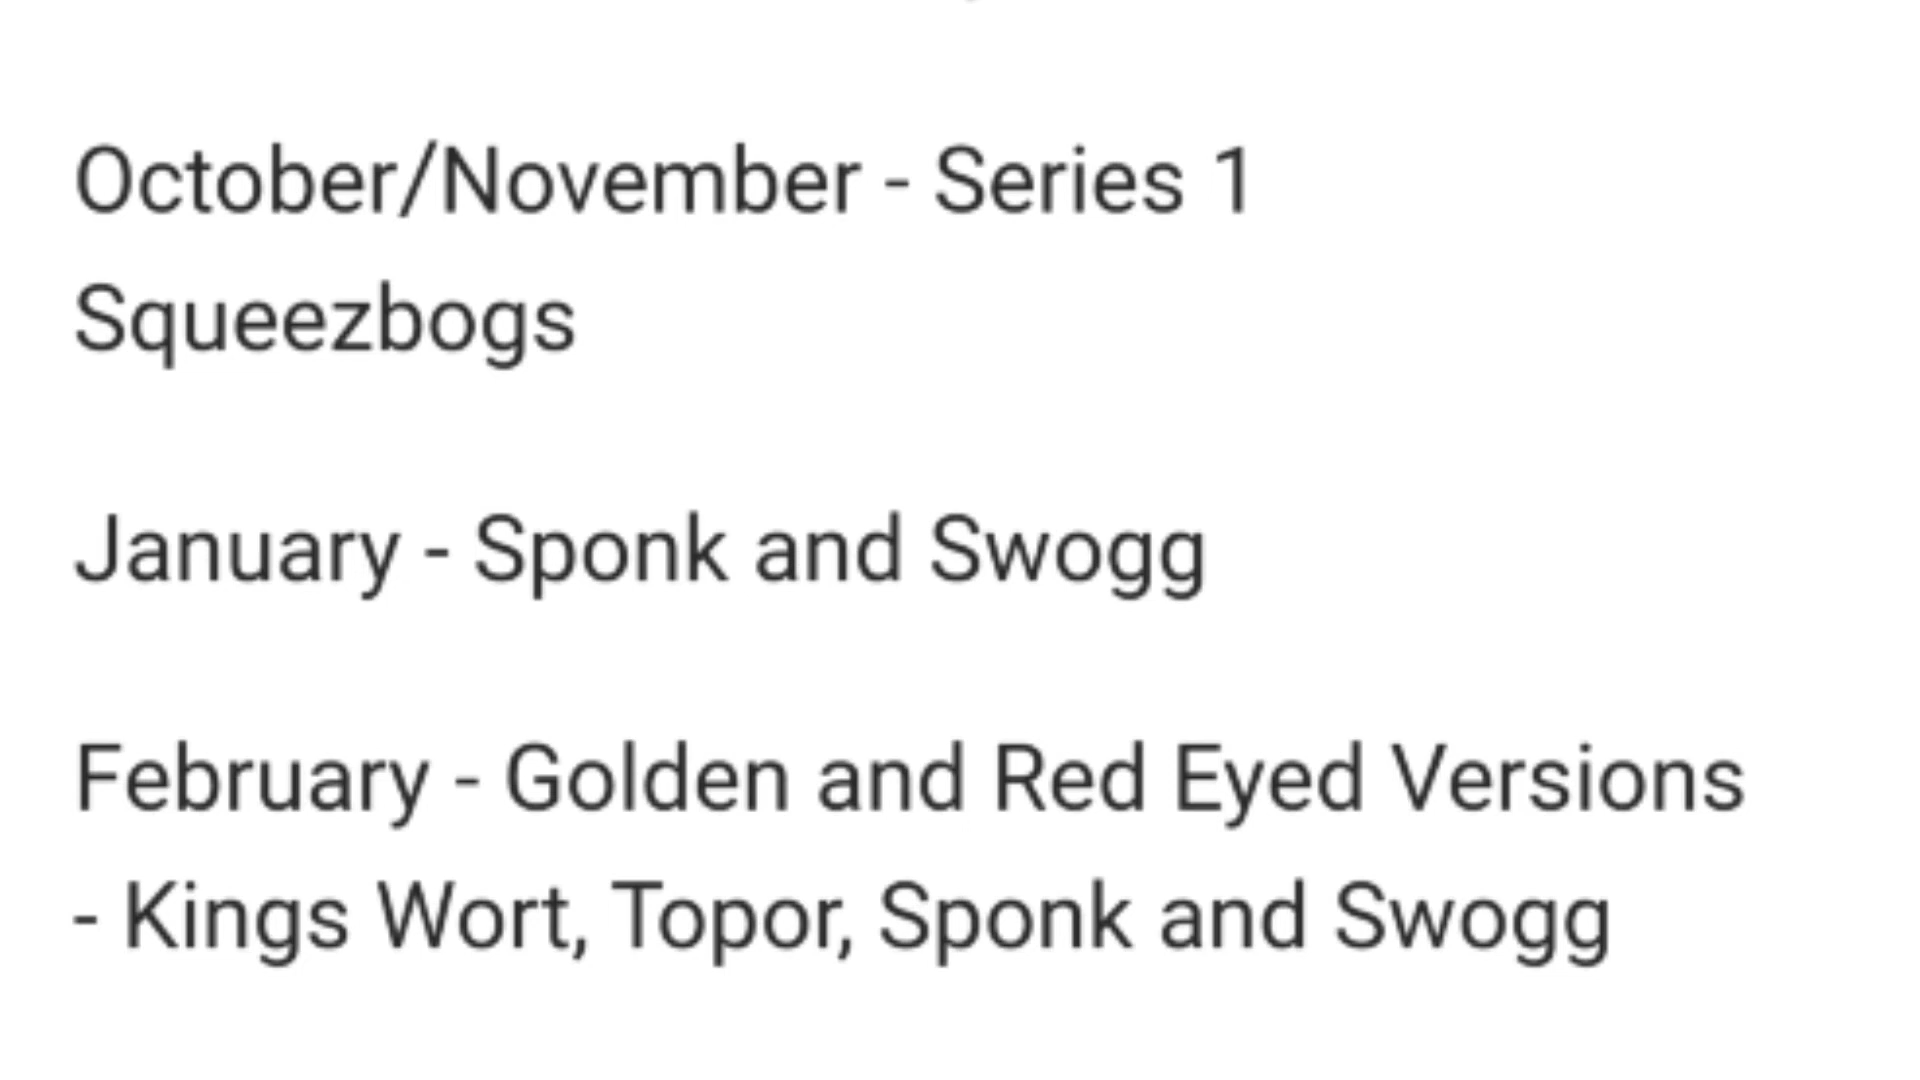 October/November - Series 1
Squeezbogs
January - Sponk and Swogg
February - Golden and Red Eyed Versions
- Kings Wort, Topor, Sponk and Swogg